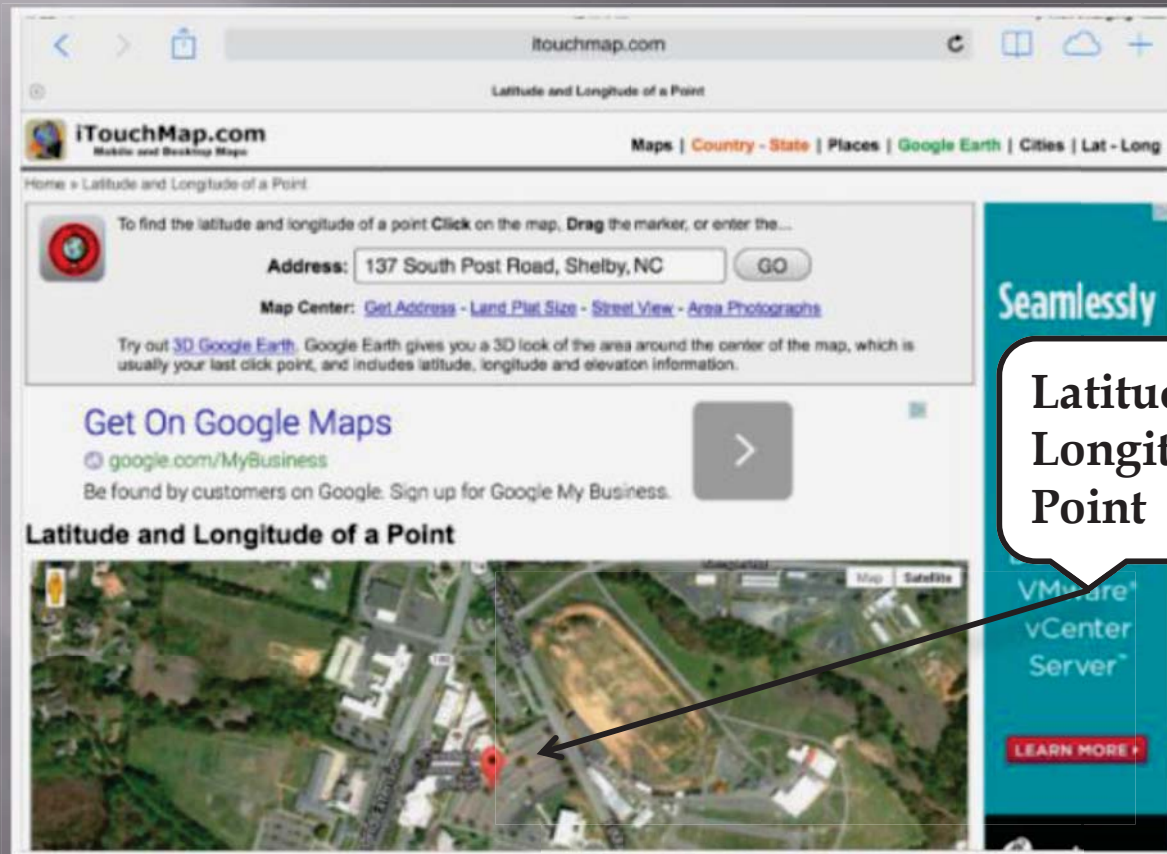 itouchmap.com
Latitude and Longitude of a Point
iTouchMap.com
Mobile and Desktop Maps
Maps | Country - State | Places | Google Earth | Cities | Lat - Long
Home » Latitude and Longitude of a Point
To find the latitude and longitude of a point Click on the map, Drag the marker, or enter the...
Address: 137 South Post Road, Shelby, NC GO
Map Center: Get Address - Land Plat Size - Street View - Area Photographs
Try out 3D Google Earth. Google Earth gives you a 3D look of the area around the center of the map, which is
usually your last click point, and includes latitude, longitude and elevation information.
Get On Google Maps
google.com/MyBusiness
Be found by customers on Google. Sign up for Google My Business.
Latitude and Longitude of a Point
Map Satellite
180
Seamlessly
Latitu
Longit
Point
VMware®
vCenter
Server™
LEARN MORE